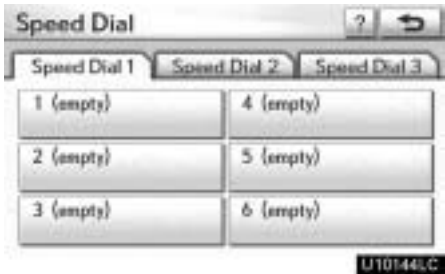 Speed Dial ?
Speed Dial 1 Speed Dial 2 Speed Dial 3
1 (empty) 4 (empty)
2 (empty) 5 (empty)
3 (empty) 6 (empty)
U10144LC